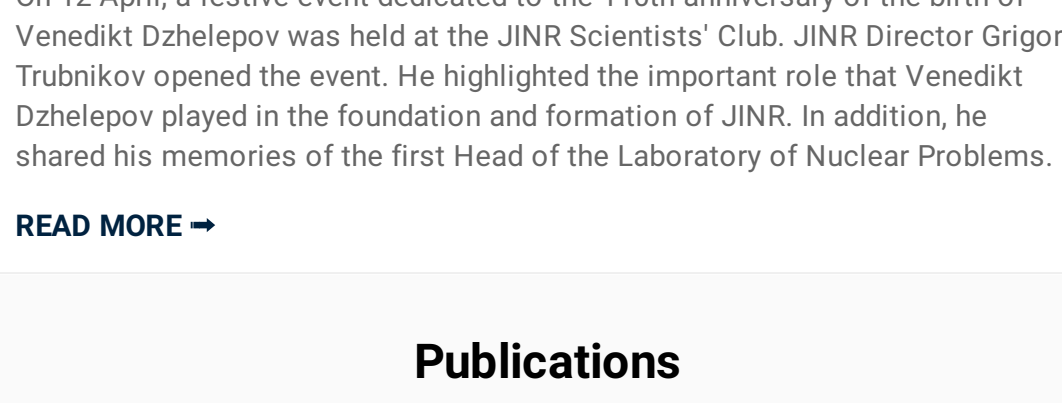 On 12 April, a festive event dedicated to the 110th anniversary of the birth of
Venedikt Dzhelepov was held at the JINR Scientists' Club. JINR Director Grigor
Trubnikov opened the event. He highlighted the important role that Venedikt
Dzhelepov played in the foundation and formation of JINR. In addition, he
shared his memories of the first Head of the Laboratory of Nuclear Problems.
READ MORE ➞
Publications